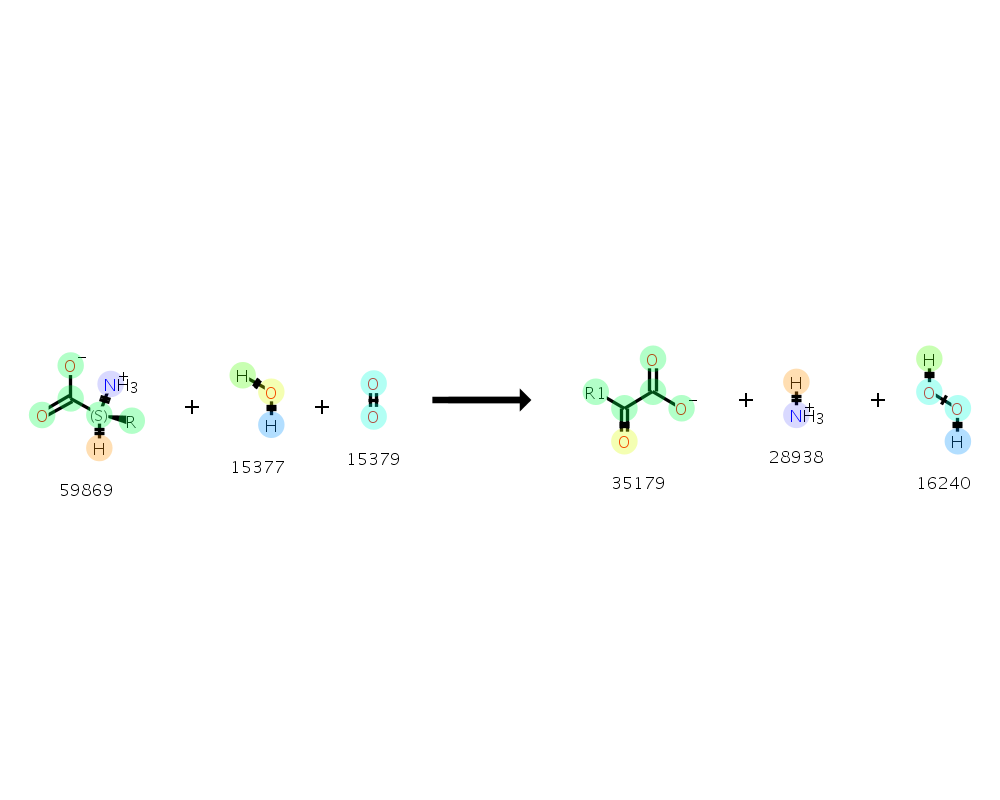 O− NH3+ O (S) R H
+
H O H
+
O O
R1 O O− O
+
H NH3+
+
H O O H
59869
15377
15379
35179
28938
16240